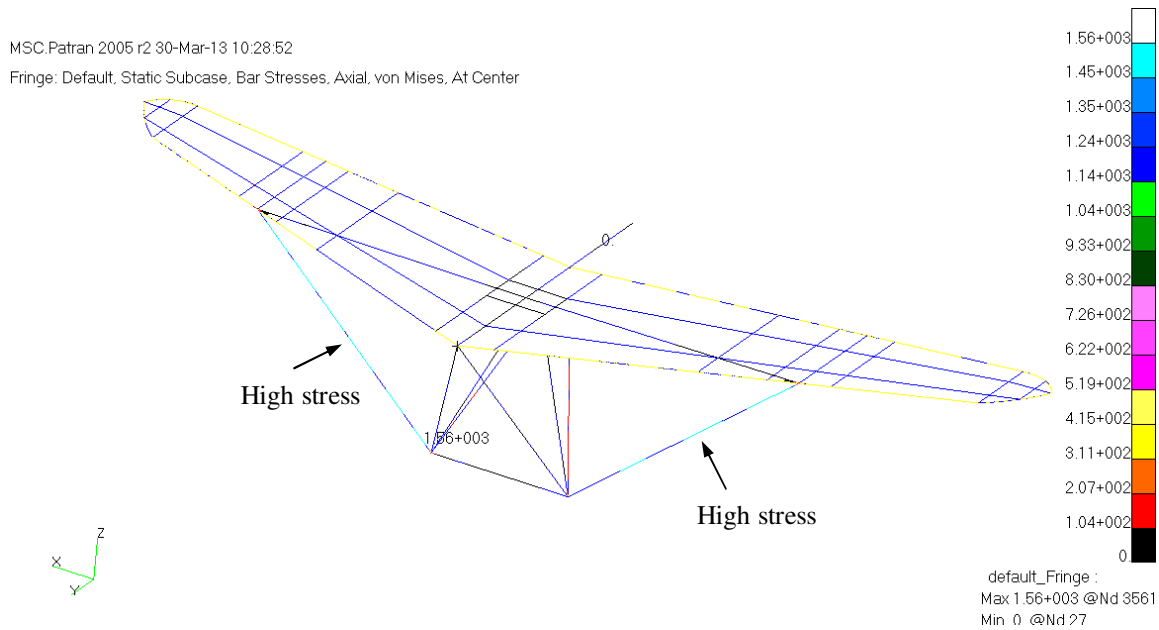 MSC.Patran 2005 r2 30-Mar-13 10:28:52
Fringe: Default, Static Subcase, Bar Stresses, Axial, von Mises, At Center
1.56+003
1.45+003
1.35+003
1.24+003
1.14+003
1.04+003
9.33+002
8.30+002
7.26+002
6.22+002
5.19+002
4.15+002
3.11+002
2.07+002
1.04+002
0.
0.
High stress
1.56+003
High stress
Z
X
Y
default_Fringe :
Max 1.56+003 @Nd 3561
Min 0. @Nd 27